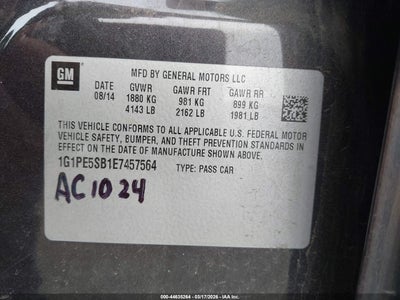 GM
MFD BY GENERAL MOTORS LLC
DATE GVWR GAWR FRT GAWR RR
08/14 1880 KG 981 KG 899 KG
4143 LB 2162 LB 1981 LB
THIS VEHICLE CONFORMS TO ALL APPLICABLE U.S. FEDERAL MOTOR
VEHICLE SAFETY, BUMPER, AND THEFT PREVENTION STANDARDS
IN EFFECT ON THE DATE OF MANUFACTURE SHOWN ABOVE.
1G1PE5SB1E7457564 TYPE: PASS CAR
AC1024
000-44635264 | 03/17/2026 - IAA Inc.